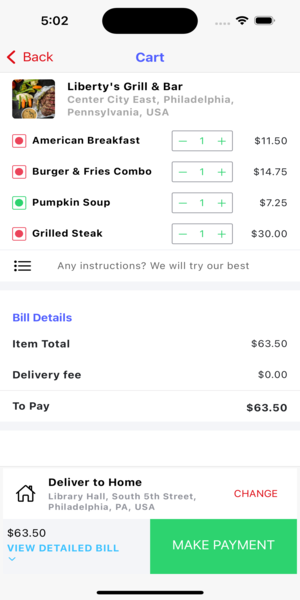 5:02
Back
Cart
Liberty's Grill & Bar
Center City East, Philadelphia,
Pennsylvania, USA
American Breakfast
1
$11.50
Burger & Fries Combo
1
$14.75
Pumpkin Soup
1
$7.25
Grilled Steak
1
$30.00
Any instructions? We will try our best
Bill Details
Item Total
$63.50
Delivery fee
$0.00
To Pay
$63.50
Deliver to Home
Library Hall, South 5th Street,
Philadelphia, PA, USA
CHANGE
$63.50
VIEW DETAILED BILL
MAKE PAYMENT